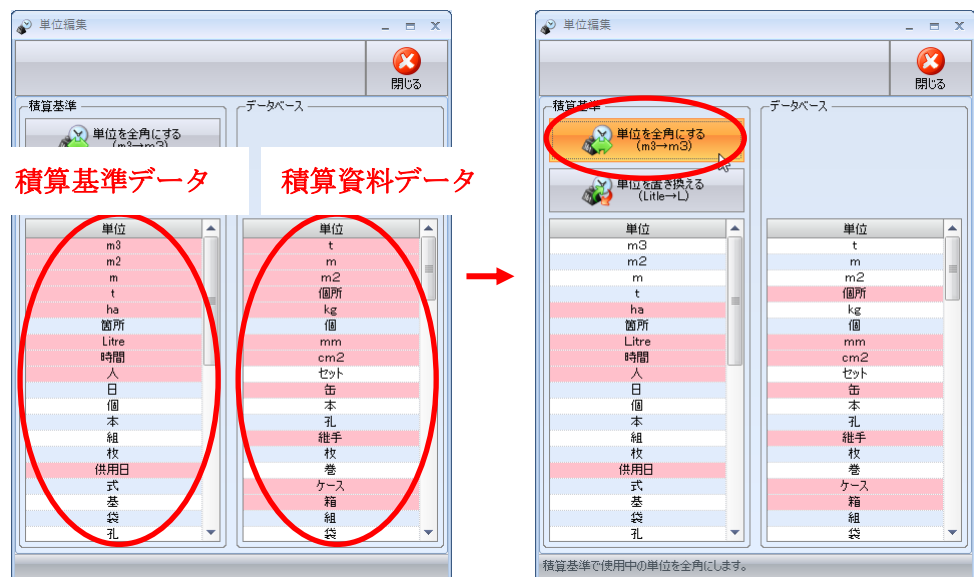 単位編集
閉じる
積算基準
データベース
単位を全角にする
(m3→m3)
積算基準データ
積算資料データ
単位
m3
m2
m
t
ha
箇所
Litre
時間
人
日
個
本
組
枚
供用日
式
基
袋
孔
単位
t
m
m2
個所
kg
個
mm
cm2
セット
缶
本
孔
継手
枚
巻
ケース
箱
組
袋
単位編集
閉じる
積算基準
データベース
単位を全角にする
(m3→m3)
単位を置き換える
(Litle→L)
単位
m3
m2
m
t
ha
箇所
Litre
時間
人
日
個
本
組
枚
供用日
式
基
袋
孔
単位
t
m
m2
個所
kg
個
mm
cm2
セット
缶
本
孔
継手
枚
巻
ケース
箱
組
袋
積算基準で使用中の単位を全角にします。